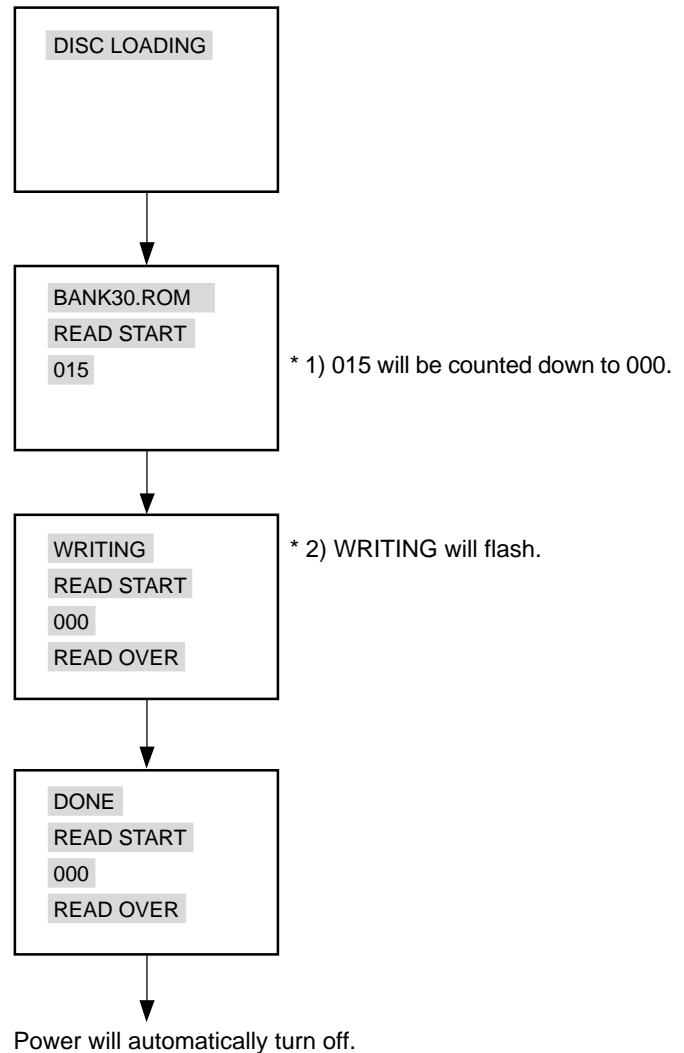 DISC LOADING
BANK30.ROM
READ START
015
* 1) 015 will be counted down to 000.
WRITING
* 2) WRITING will flash.
READ START
000
READ OVER
DONE
READ START
000
READ OVER
Power will automatically turn off.